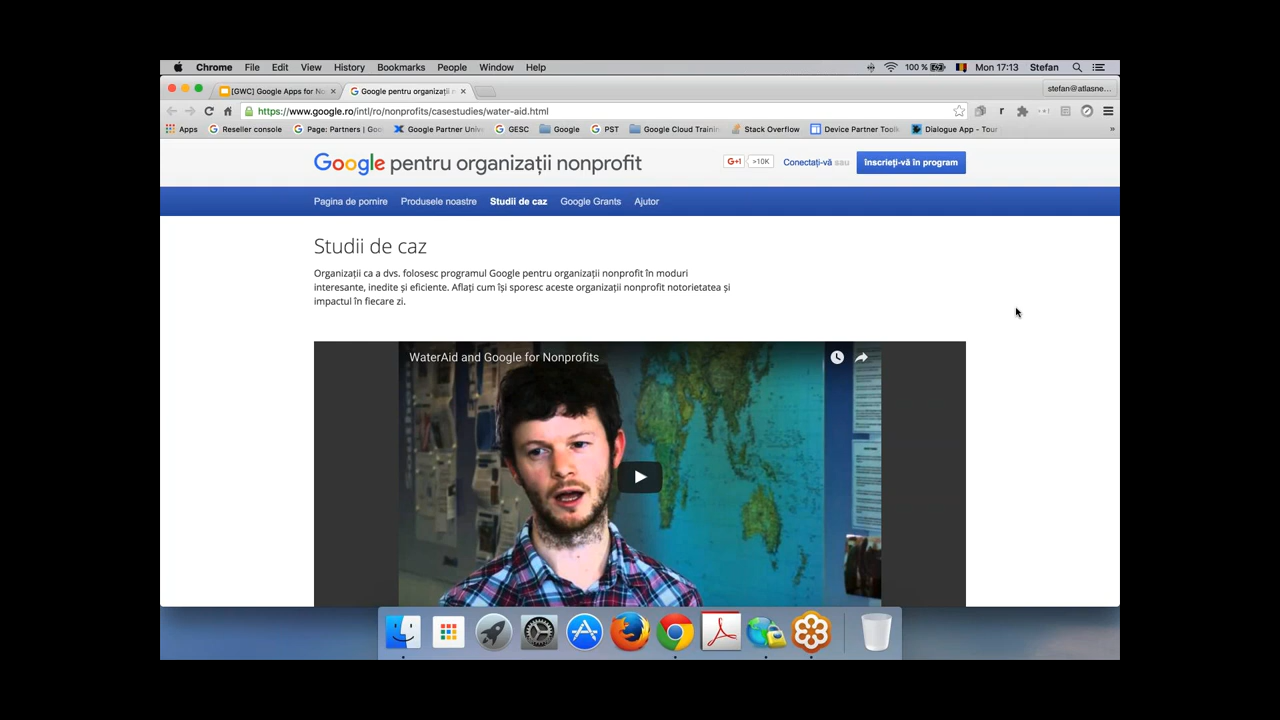 Chrome File Edit View History Bookmarks People Window Help 100 % Mon 17:13 Stefan
[GWC] Google Apps for No Google pentru organizații n stefan@atlasne...
https://www.google.ro/intl/ro/nonprofits/casestudies/water-aid.html
Apps Reseller console Page: Partners | Goo Google Partner Univ GESC Google PST Google Cloud Trainin Stack Overflow Device Partner Toolk Dialogue App - Tour »
Google pentru organizații nonprofit G+1 >10K Conectați-vă sau Înscrieți-vă în program
Pagina de pornire Produsele noastre Studii de caz Google Grants Ajutor
Studii de caz
Organizații ca a dvs. folosesc programul Google pentru organizații nonprofit în moduri
interesante, inedite și eficiente. Aflați cum își sporesc aceste organizații nonprofit notorietatea și
impactul în fiecare zi.
WaterAid and Google for Nonprofits